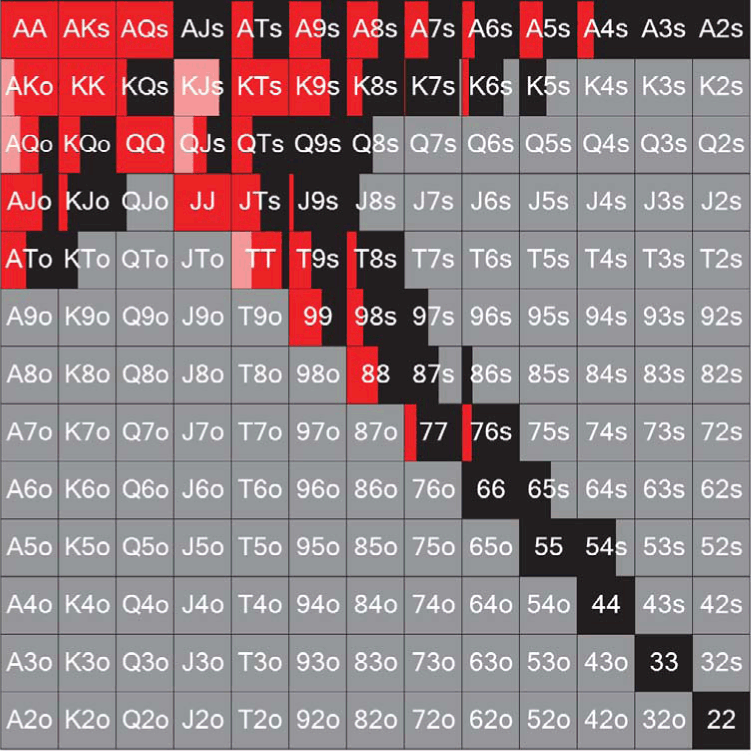 AA AKs AQs AJs ATs A9s A8s A7s A6s A5s A4s A3s A2s
AKo KK KQs KJs KTs K9s K8s K7s K6s K5s K4s K3s K2s
AQo KQo QQ QJs QTs Q9s Q8s Q7s Q6s Q5s Q4s Q3s Q2s
AJo KJo QJo JJ JTs J9s J8s J7s J6s J5s J4s J3s J2s
ATo KTo QTo JTo TT T9s T8s T7s T6s T5s T4s T3s T2s
A9o K9o Q9o J9o T9o 99 98s 97s 96s 95s 94s 93s 92s
A8o K8o Q8o J8o T8o 98o 88 87s 86s 85s 84s 83s 82s
A7o K7o Q7o J7o T7o 97o 87o 77 76s 75s 74s 73s 72s
A6o K6o Q6o J6o T6o 96o 86o 76o 66 65s 64s 63s 62s
A5o K5o Q5o J5o T5o 95o 85o 75o 65o 55 54s 53s 52s
A4o K4o Q4o J4o T4o 94o 84o 74o 64o 54o 44 43s 42s
A3o K3o Q3o J3o T3o 93o 83o 73o 63o 53o 43o 33 32s
A2o K2o Q2o J2o T2o 92o 82o 72o 62o 52o 42o 32o 22